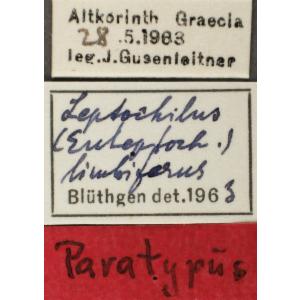 Altkorinth Graecia
28.5.1963
leg.J.Gusenleitner
Leptochilus
(Euleptoch.)
limbiferus
Blüthgen det.1963
Paratypus